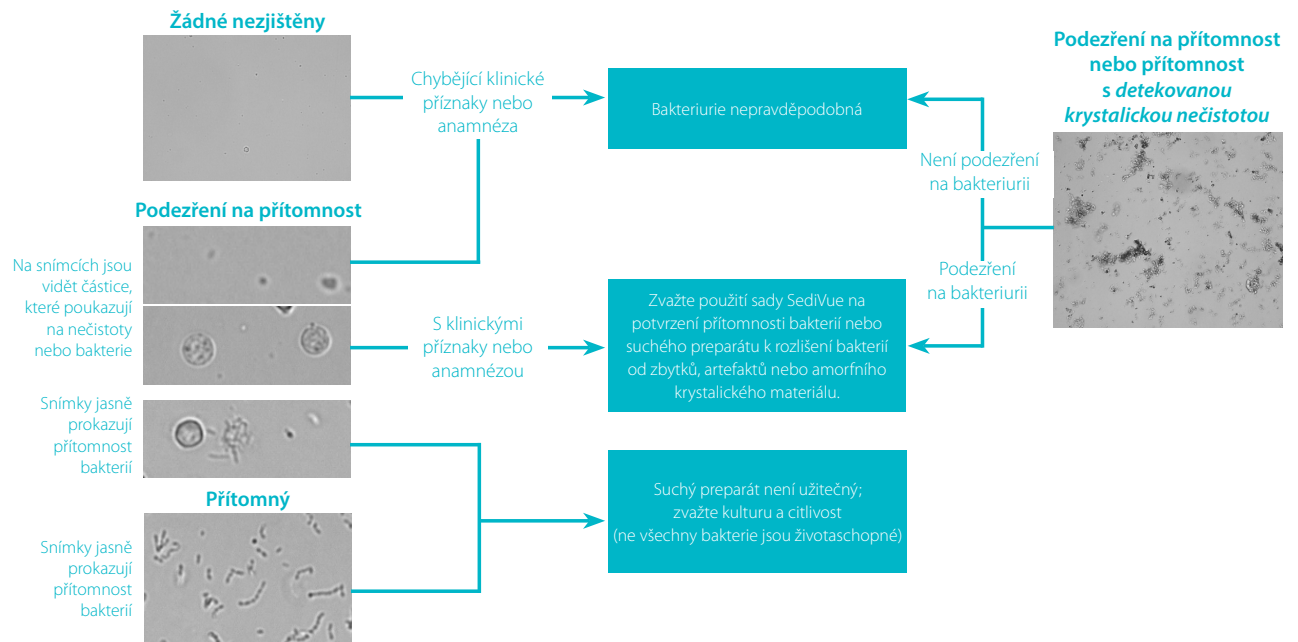 Žádné nezjištěny
Chybějící klinické
příznaky nebo
anamnéza
Bakteriurie nepravděpodobná
Podezření na přítomnost
nebo přítomnost
s detekovanou
krystalickou nečistotou
Není podezření
na bakteriurii
Podezření
na bakteriurii
Podezření na přítomnost
Na snímcích jsou
vidět částice,
které poukazují
na nečistoty
nebo bakterie
S klinickými
příznaky nebo
anamnézou
Zvažte použití sady SediVue na
potvrzení přítomnosti bakterií nebo
suchého preparátu k rozlišení bakterií
od zbytků, artefaktů nebo amorfního
krystalického materiálu.
Snímky jasně
prokazují
přítomnost
bakterií
Suchý preparát není užitečný;
zvažte kulturu a citlivost
(ne všechny bakterie jsou životaschopné)
Přítomný
Snímky jasně
prokazují
přítomnost
bakterií